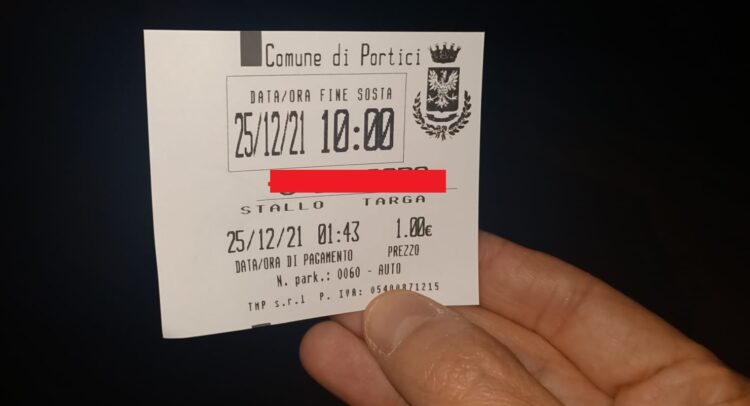 Comune di Portici
DATA/ORA FINE SOSTA
25/12/21 10:00
STALLO TARGA
25/12/21 01:43 1.00€
DATA/ORA DI PAGAMENTO PREZZO
N. park.: 0060 - AUTO
TMP s.r.l P. IVA: 05400871215